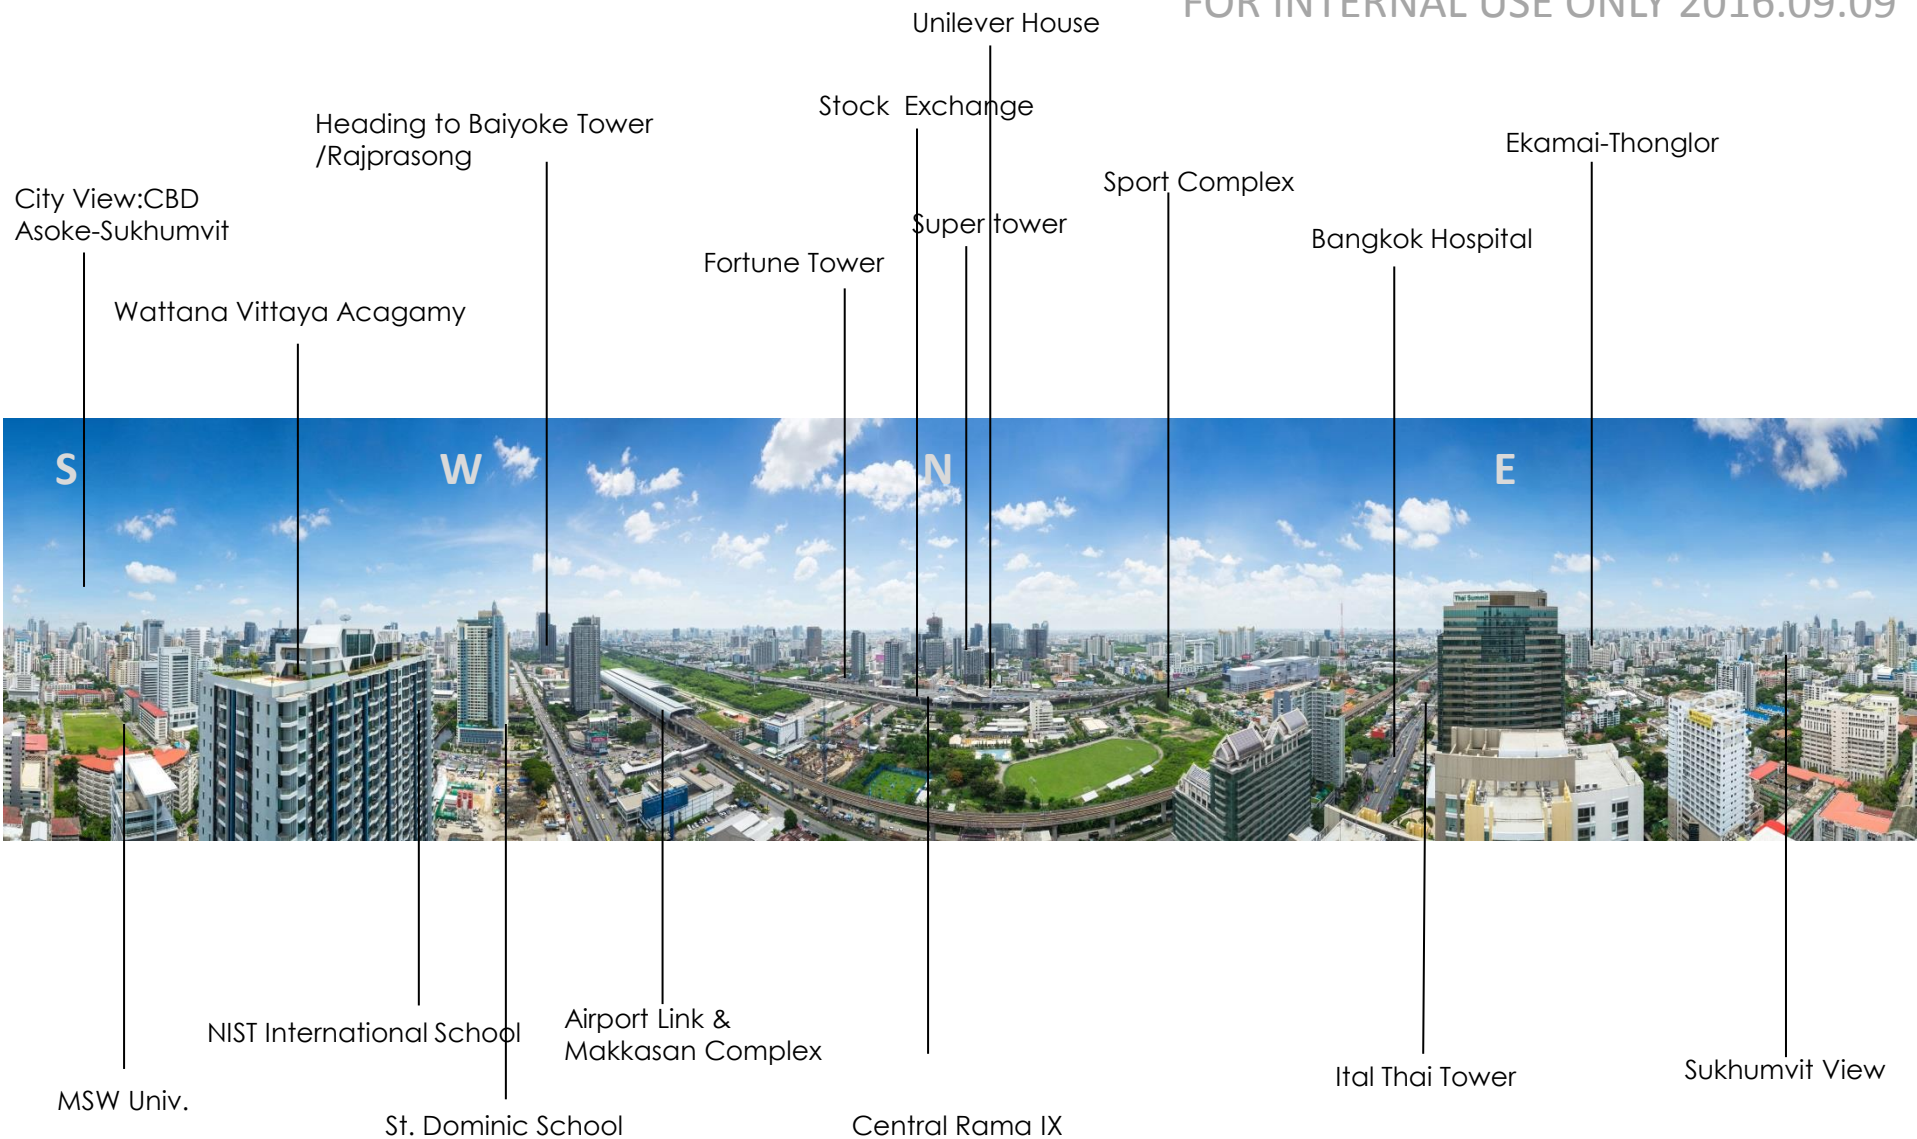 FOR INTERNAL USE ONLY 2016.09.09
Unilever House
Stock Exchange
Heading to Baiyoke Tower
/Rajprasong
Ekamai-Thonglor
Sport Complex
City View:CBD
Asoke-Sukhumvit
Super tower
Bangkok Hospital
Fortune Tower
Wattana Vittaya Acagamy
S
W
N
E
Thai Summit
NIST International School
Airport Link &
Makkasan Complex
Ital Thai Tower
Sukhumvit View
MSW Univ.
St. Dominic School
Central Rama IX